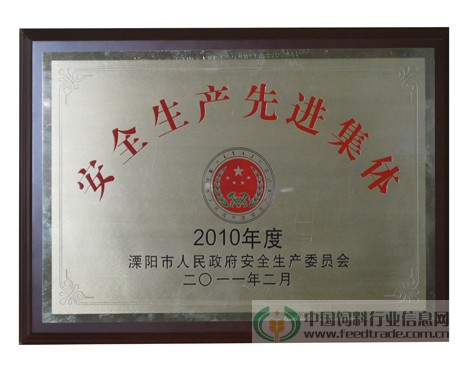 安全生产先进集体
2010年度
溧阳市人民政府安全生产委员会
二〇一一年二月
中国饲料行业信息网
www.feedtrade.com.cn